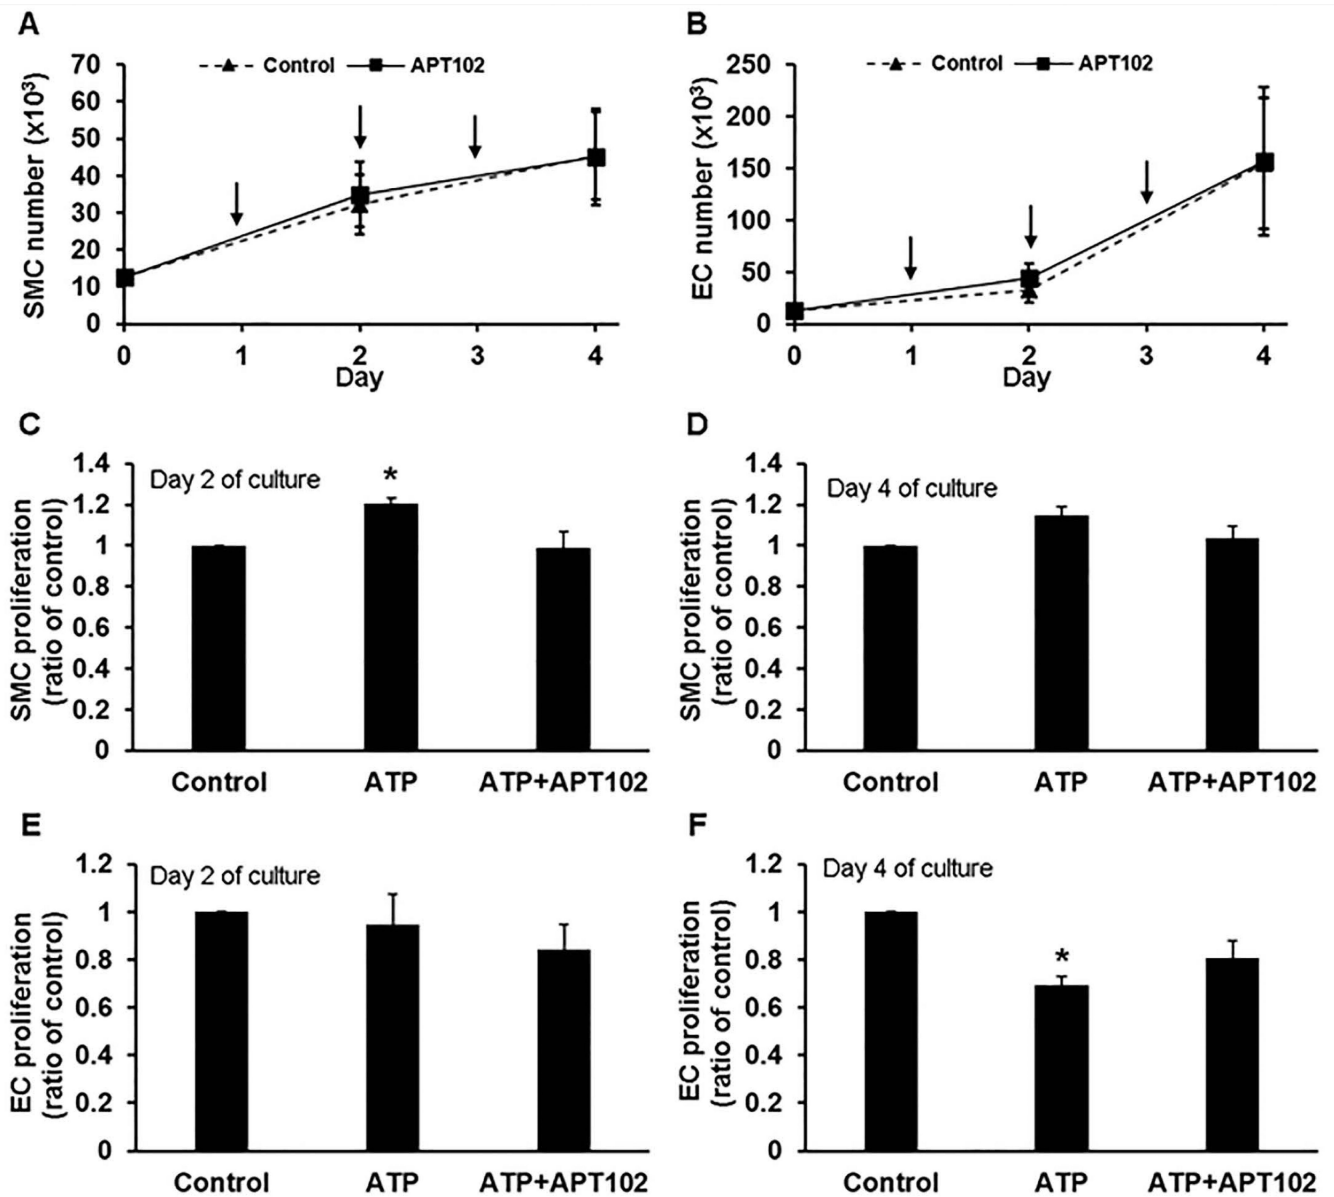 A
B
Control
APT102
SMC number (x10³)
70
60
50
40
30
20
10
0
0 1 2 3 4
Day
Control
APT102
EC number (x10³)
250
200
150
100
50
0
0 1 2 3 4
Day
C
Day 2 of culture
*
SMC proliferation
(ratio of control)
1.4
1.2
1
0.8
0.6
0.4
0.2
0
Control ATP ATP+APT102
D
Day 4 of culture
SMC proliferation
(ratio of control)
1.4
1.2
1
0.8
0.6
0.4
0.2
0
Control ATP ATP+APT102
E
Day 2 of culture
EC proliferation
(ratio of control)
1.2
1
0.8
0.6
0.4
0.2
0
Control ATP ATP+APT102
F
Day 4 of culture
*
EC proliferation
(ratio of control)
1.2
1
0.8
0.6
0.4
0.2
0
Control ATP ATP+APT102